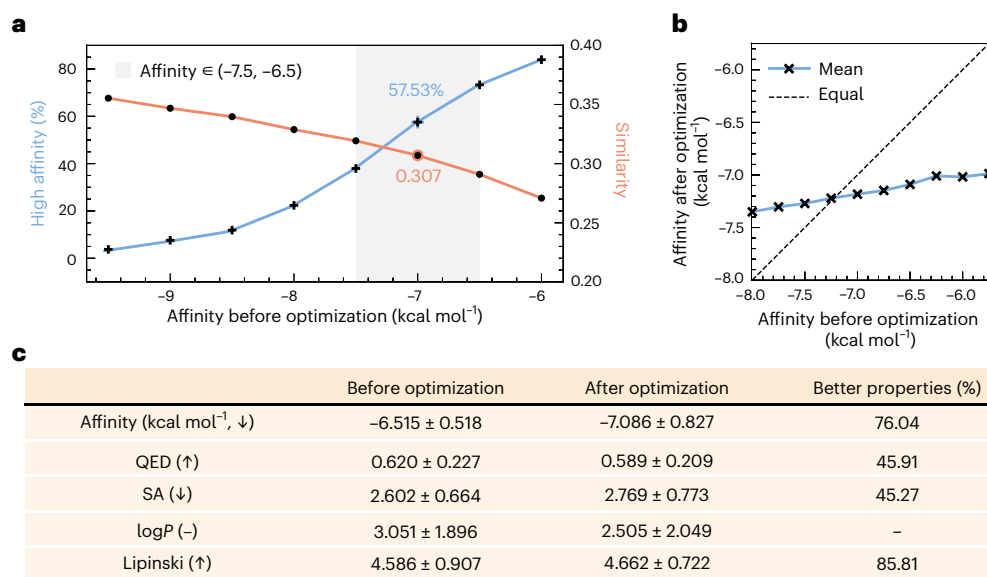 a
Affinity ∈ (–7.5, –6.5)
57.53%
0.307
80
60
40
20
0
High affinity (%)
0.40
0.35
0.30
0.25
0.20
Similarity
–9
–8
–7
–6
Affinity before optimization (kcal mol⁻¹)
b
Mean
Equal
–6.0
–6.5
–7.0
–7.5
–8.0
Affinity after optimization
(kcal mol⁻¹)
–8.0
–7.5
–7.0
–6.5
–6.0
Affinity before optimization
(kcal mol⁻¹)
c
Before optimization After optimization Better properties (%)
Affinity (kcal mol⁻¹, ↓) –6.515 ± 0.518 –7.086 ± 0.827 76.04
QED (↑) 0.620 ± 0.227 0.589 ± 0.209 45.91
SA (↓) 2.602 ± 0.664 2.769 ± 0.773 45.27
logP (–) 3.051 ± 1.896 2.505 ± 2.049 –
Lipinski (↑) 4.586 ± 0.907 4.662 ± 0.722 85.81